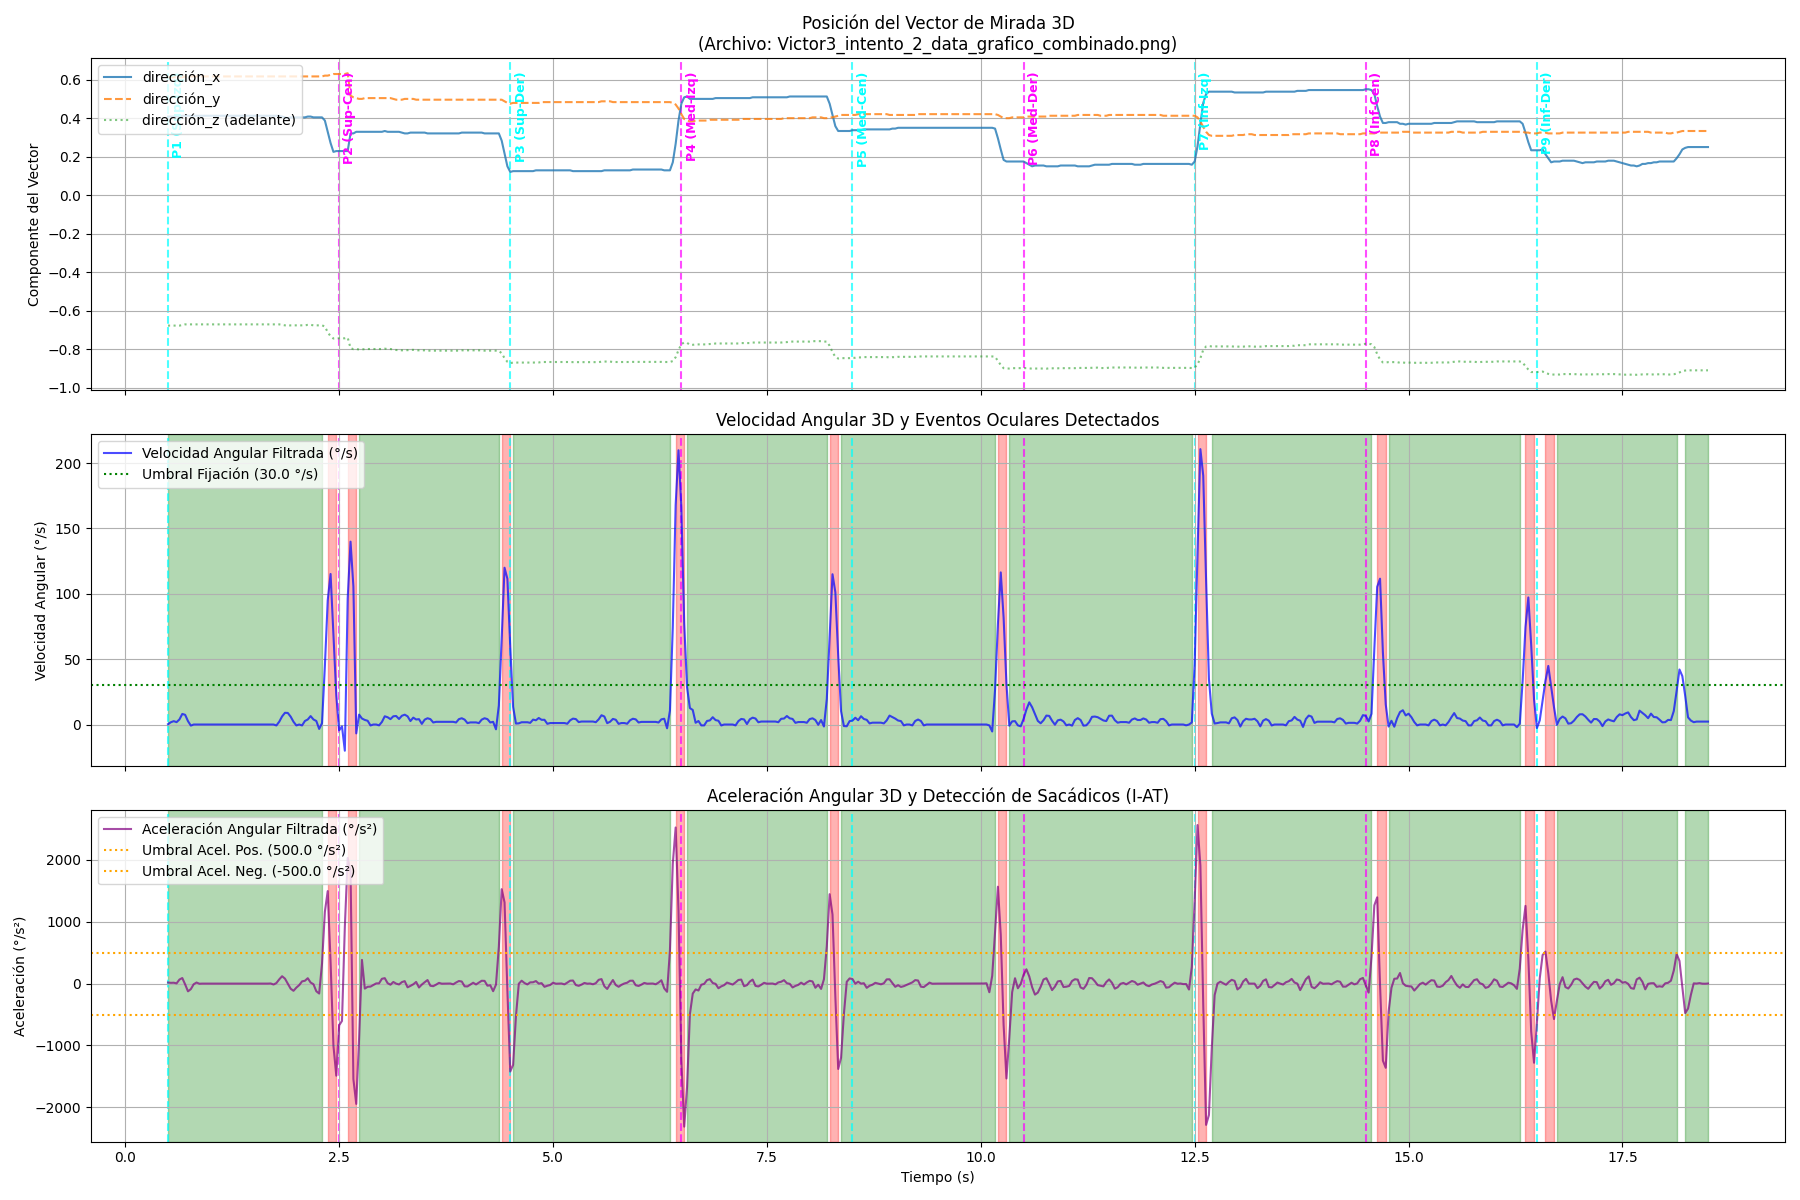 Posición del Vector de Mirada 3D
(Archivo: Victor3_intento_2_data_grafico_combinado.png)
Componente del Vector
0.6
0.4
0.2
0.0
−0.2
−0.4
−0.6
−0.8
−1.0
dirección_x
dirección_y
dirección_z (adelante)
P1
P2 (Sup-Cen)
P3 (Sup-Der)
P4 (Med-Izq)
P5 (Med-Cen)
P6 (Med-Der)
P7 (Inf-Izq)
P8 (Inf-Cen)
P9 (Inf-Der)
Velocidad Angular 3D y Eventos Oculares Detectados
Velocidad Angular (°/s)
200
150
100
50
0
Velocidad Angular Filtrada (°/s)
Umbral Fijación (30.0 °/s)
Aceleración Angular 3D y Detección de Sacádicos (I-AT)
Aceleración (°/s²)
2000
1000
0
−1000
−2000
Aceleración Angular Filtrada (°/s²)
Umbral Acel. Pos. (500.0 °/s²)
Umbral Acel. Neg. (-500.0 °/s²)
0.0
2.5
5.0
7.5
10.0
12.5
15.0
17.5
Tiempo (s)